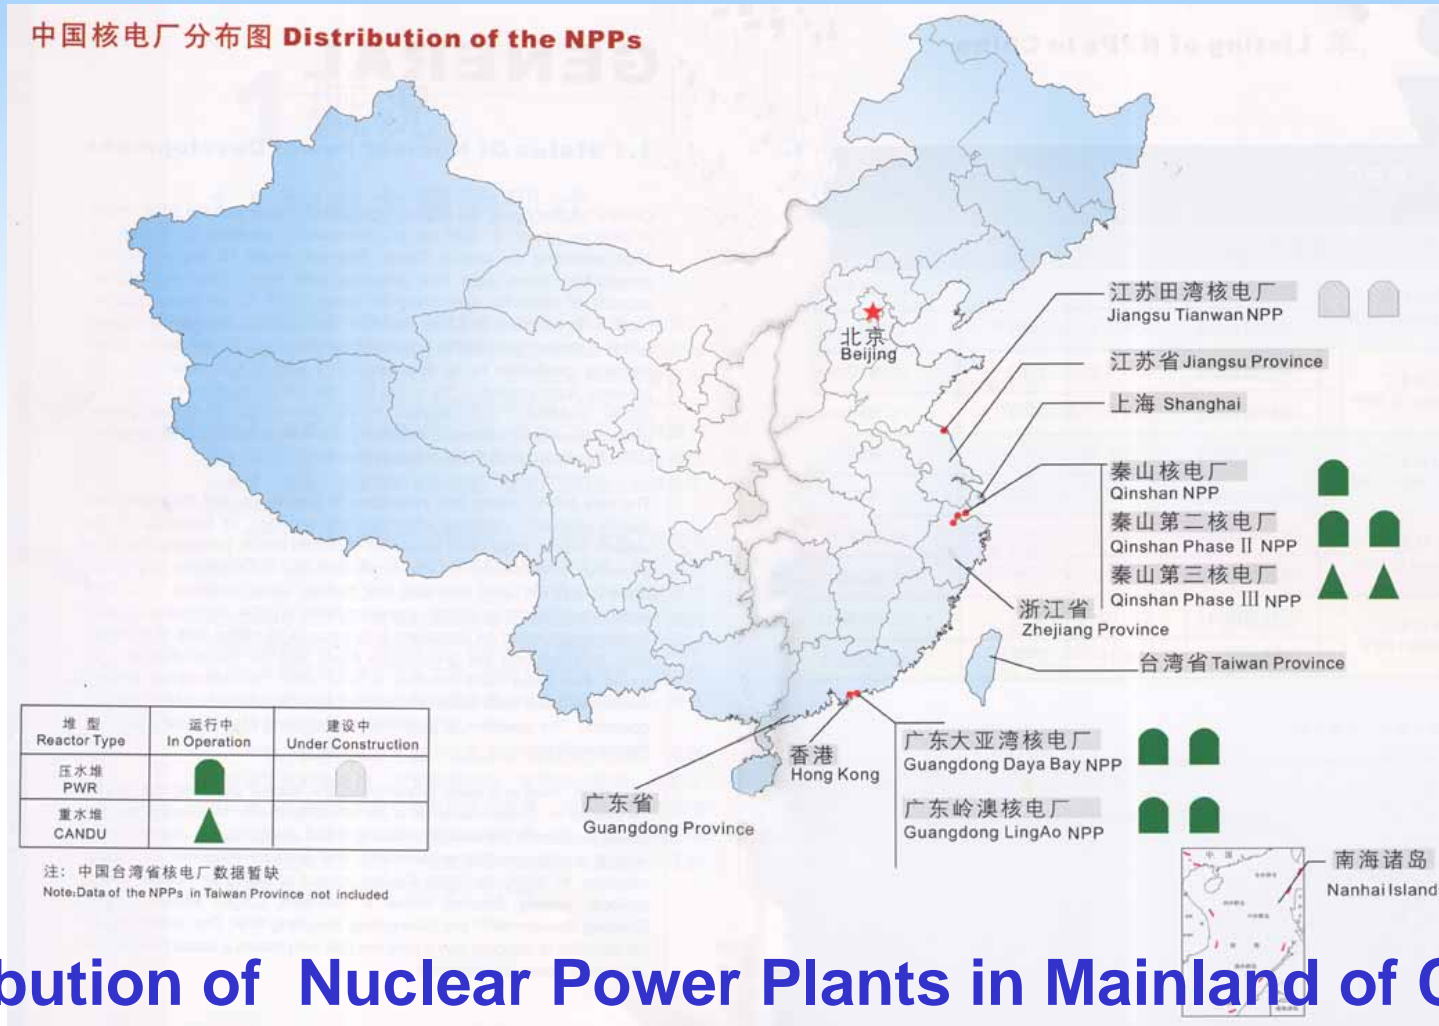 中国核电厂分布图 Distribution of the NPPs
GENERAL
北京
Beijing
江苏田湾核电厂
Jiangsu Tianwan NPP
江苏省 Jiangsu Province
上海 Shanghai
秦山核电厂
Qinshan NPP
秦山第二核电厂
Qinshan Phase II NPP
秦山第三核电厂
Qinshan Phase III NPP
浙江省
Zhejiang Province
台湾省 Taiwan Province
广东大亚湾核电厂
Guangdong Daya Bay NPP
广东岭澳核电厂
Guangdong LingAo NPP
香港
Hong Kong
广东省
Guangdong Province
南海诸岛
Nanhai Island
堆 型 运行中 建设中
Reactor Type In Operation Under Construction
压水堆
PWR
重水堆
CANDU
注: 中国台湾省核电厂数据暂缺
Note:Data of the NPPs in Taiwan Province not included
bution of Nuclear Power Plants in Mainland of C